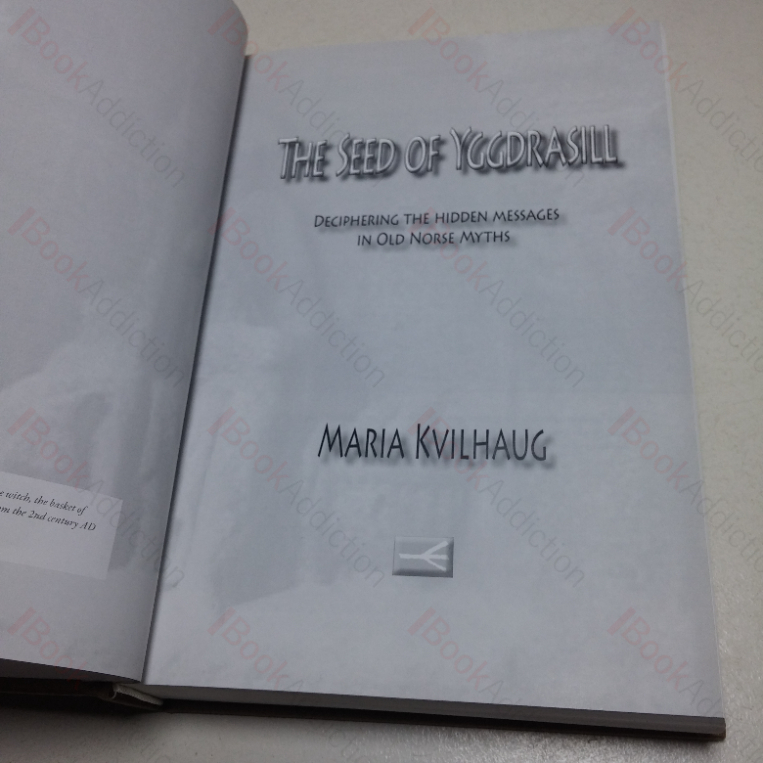 e witch, the basket of
om the 2nd century AD
THE SEED OF YGGDRASILL
DECIPHERING THE HIDDEN MESSAGES
IN OLD NORSE MYTHS
MARIA KVILHAUG
BookAddiction